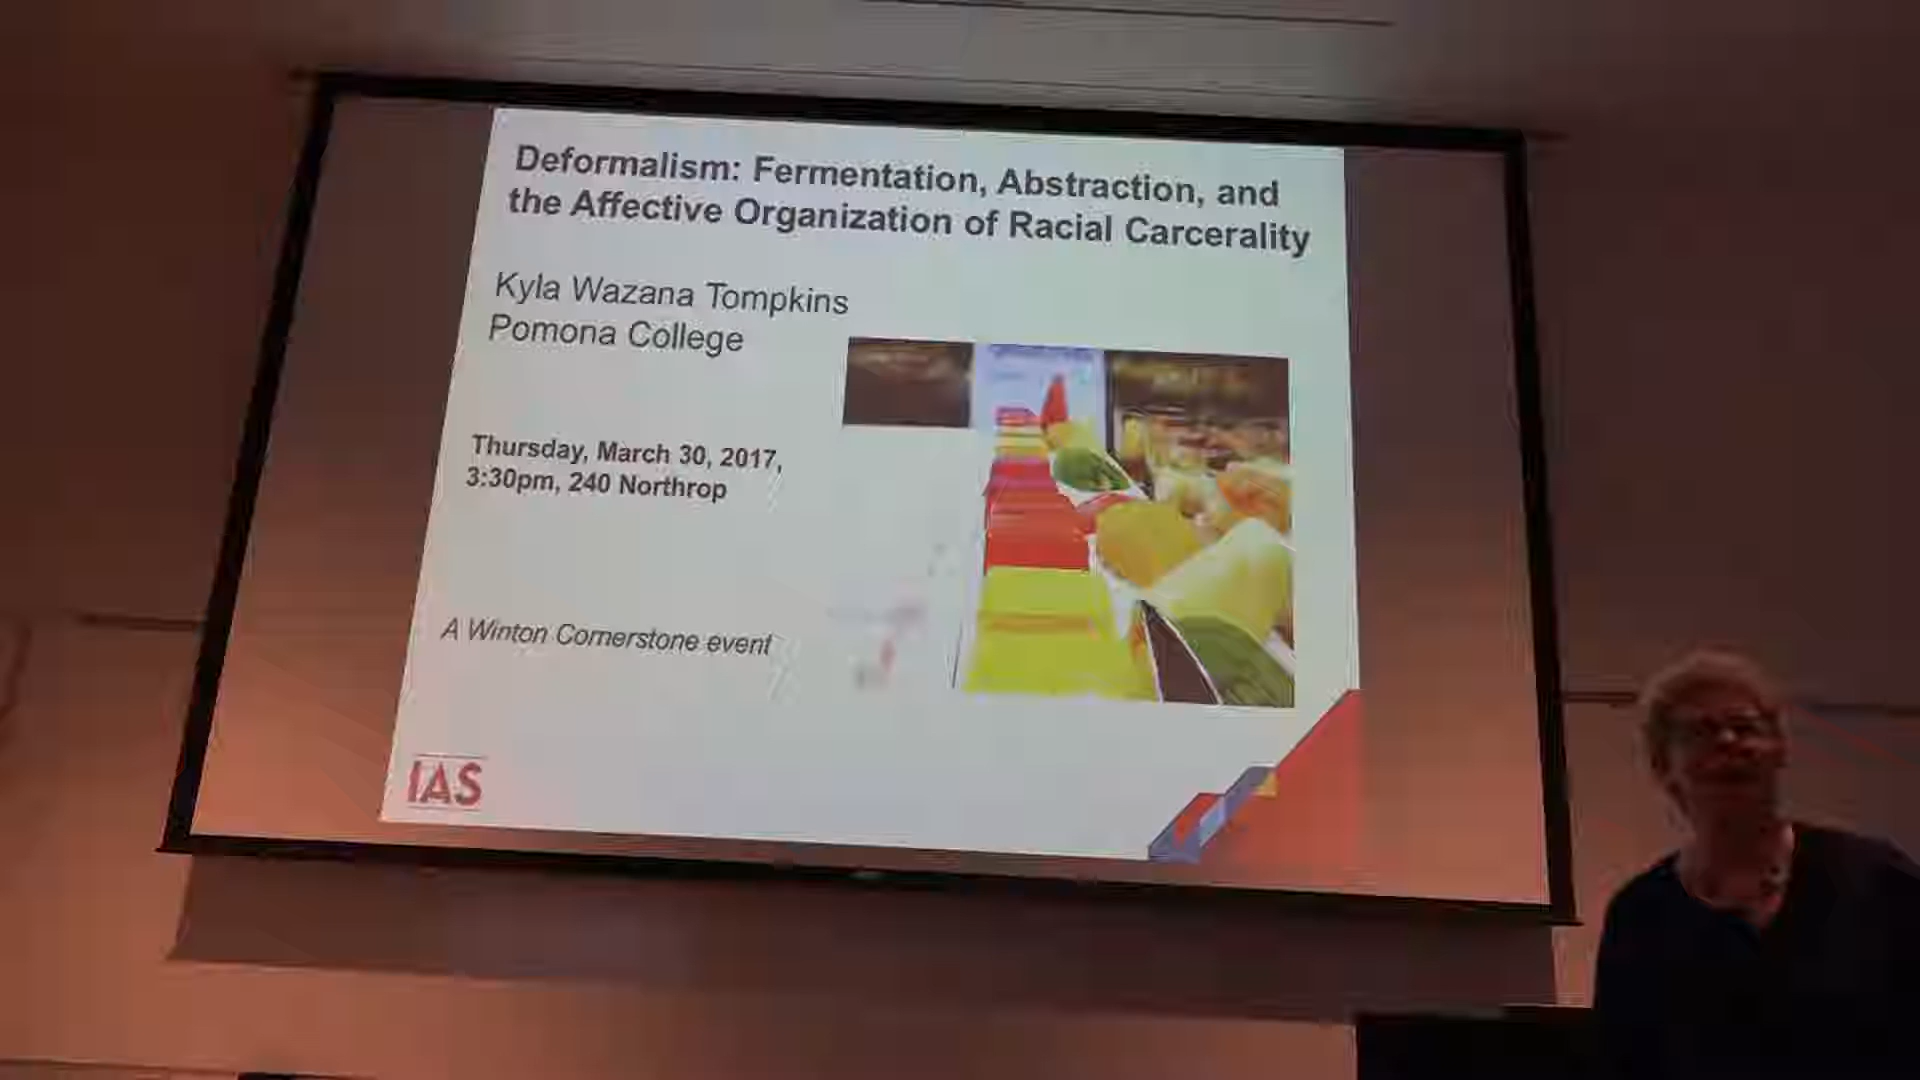 Deformalism: Fermentation, Abstraction, and
the Affective Organization of Racial Carcerality
Kyla Wazana Tompkins
Pomona College
Thursday, March 30, 2017,
3:30pm, 240 Northrop
A Winton Cornerstone event
IAS